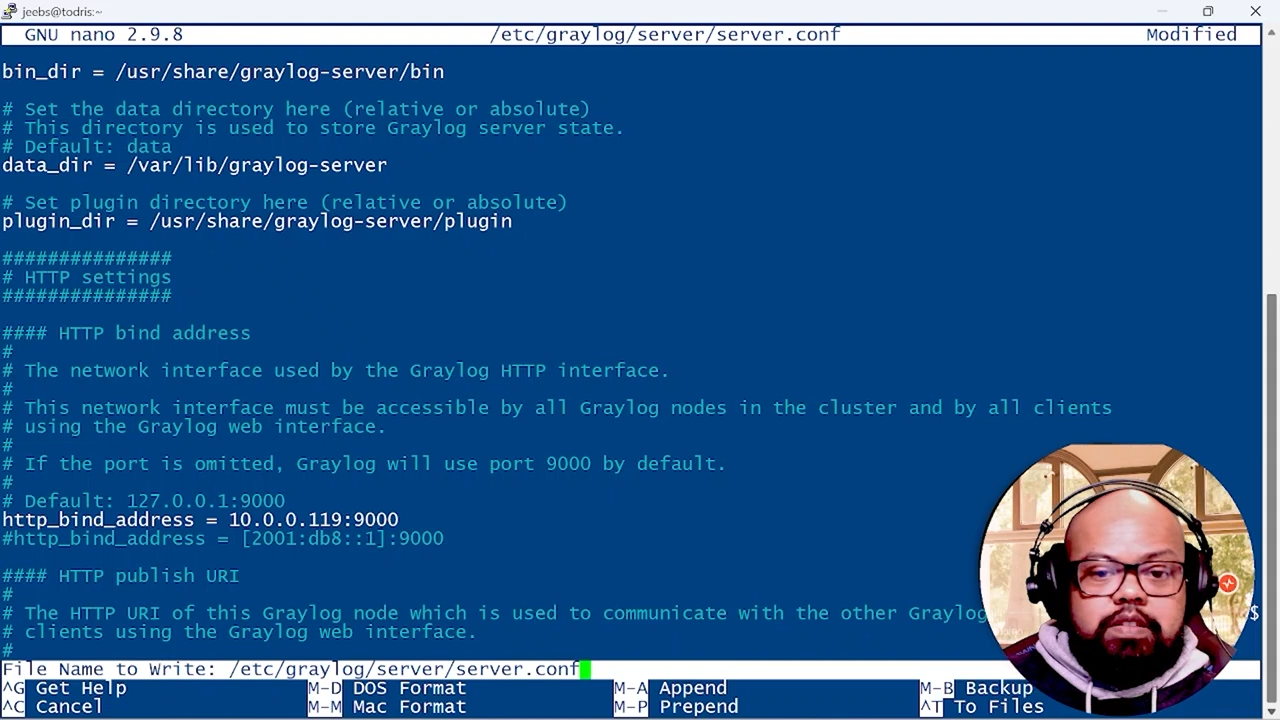 jeebs@todris:~
GNU nano 2.9.8 /etc/graylog/server/server.conf Modified
bin_dir = /usr/share/graylog-server/bin
# Set the data directory here (relative or absolute)
# This directory is used to store Graylog server state.
# Default: data
data_dir = /var/lib/graylog-server
# Set plugin directory here (relative or absolute)
plugin_dir = /usr/share/graylog-server/plugin
###############
# HTTP settings
###############
#### HTTP bind address
#
# The network interface used by the Graylog HTTP interface.
#
# This network interface must be accessible by all Graylog nodes in the cluster and by all clients
# using the Graylog web interface.
#
# If the port is omitted, Graylog will use port 9000 by default.
#
# Default: 127.0.0.1:9000
http_bind_address = 10.0.0.119:9000
#http_bind_address = [2001:db8::1]:9000
#### HTTP publish URI
#
# The HTTP URI of this Graylog node which is used to communicate with the other Graylog $
# clients using the Graylog web interface.
#
File Name to Write: /etc/graylog/server/server.conf
^G Get Help M-D DOS Format M-A Append M-B Backup
^C Cancel M-M Mac Format M-P Prepend ^T To Files